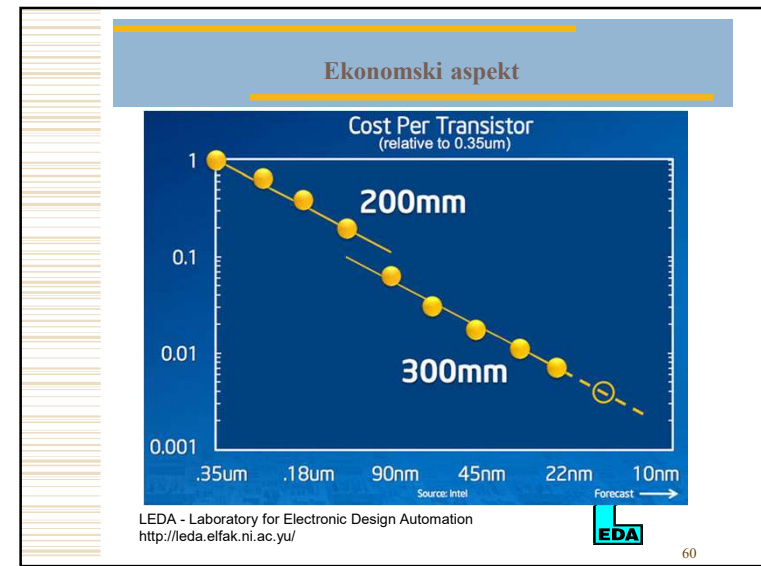 Ekonomski aspekt
Cost Per Transistor
(relative to 0.35um)
1
200mm
0.1
0.01
300mm
0.001
.35um .18um 90nm 45nm 22nm 10nm
Source: Intel
Forecast
LEDA - Laboratory for Electronic Design Automation
http://leda.elfak.ni.ac.yu/
LEDA
60